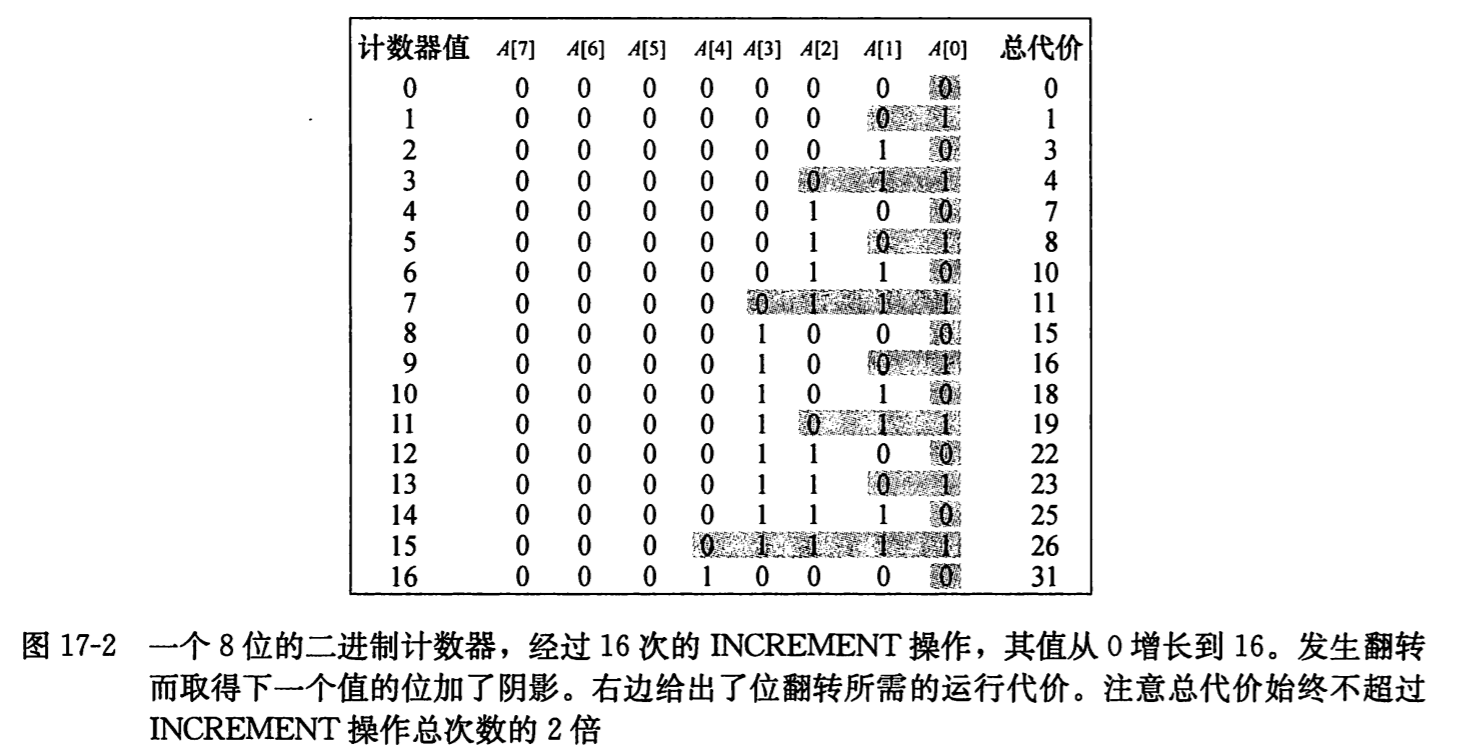 计数器值 A[7] A[6] A[5] A[4] A[3] A[2] A[1] A[0] 总代价
0 0 0 0 0 0 0 0 0 0
1 0 0 0 0 0 0 0 1 1
2 0 0 0 0 0 0 1 0 3
3 0 0 0 0 0 0 1 1 4
4 0 0 0 0 0 1 0 0 7
5 0 0 0 0 0 1 0 1 8
6 0 0 0 0 0 1 1 0 10
7 0 0 0 0 0 1 1 1 11
8 0 0 0 0 1 0 0 0 15
9 0 0 0 0 1 0 0 1 16
10 0 0 0 0 1 0 1 0 18
11 0 0 0 0 1 0 1 1 19
12 0 0 0 0 1 1 0 0 22
13 0 0 0 0 1 1 0 1 23
14 0 0 0 0 1 1 1 0 25
15 0 0 0 0 1 1 1 1 26
16 0 0 0 1 0 0 0 0 31
图 17-2 一个 8 位的二进制计数器，经过 16 次的 INCREMENT 操作，其值从 0 增长到 16。发生翻转
而取得下一个值的位加了阴影。右边给出了位翻转所需的运行代价。注意总代价始终不超过
INCREMENT 操作总次数的 2 倍